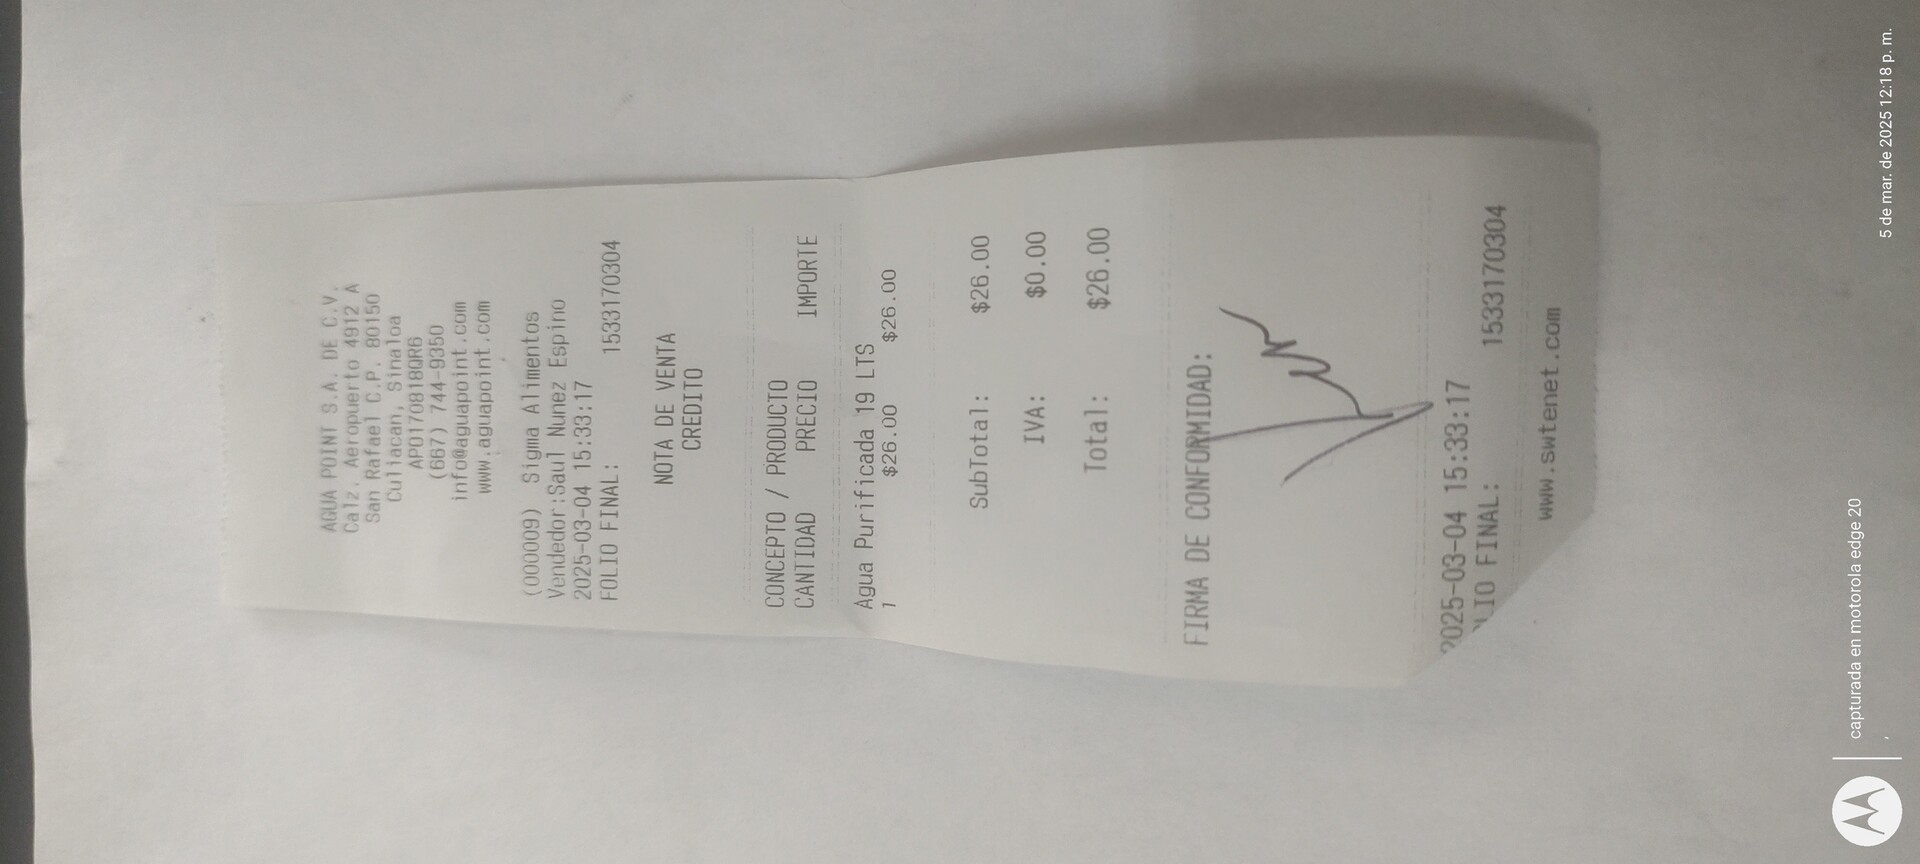 AGUA POINT S.A. DE C.V.
Calz. Aeropuerto 4912 A
San Rafael C.P. 80150
Culiacan, Sinaloa
APO170818QR6
(667) 744-9350
info@aguapoint.com
www.aguapoint.com
(000009) Sigma Alimentos
Vendedor:Saul Nunez Espino
2025-03-04 15:33:17
FOLIO FINAL: 1533170304
NOTA DE VENTA
CREDITO
CONCEPTO / PRODUCTO
CANTIDAD PRECIO IMPORTE
Agua Purificada 19 LTS
1 $26.00 $26.00
SubTotal: $26.00
IVA: $0.00
Total: $26.00
FIRMA DE CONFORMIDAD:
2025-03-04 15:33:17
LIO FINAL: 1533170304
www.swtenet.com
capturada en motorola edge 20
5 de mar. de 2025 12:18 p. m.